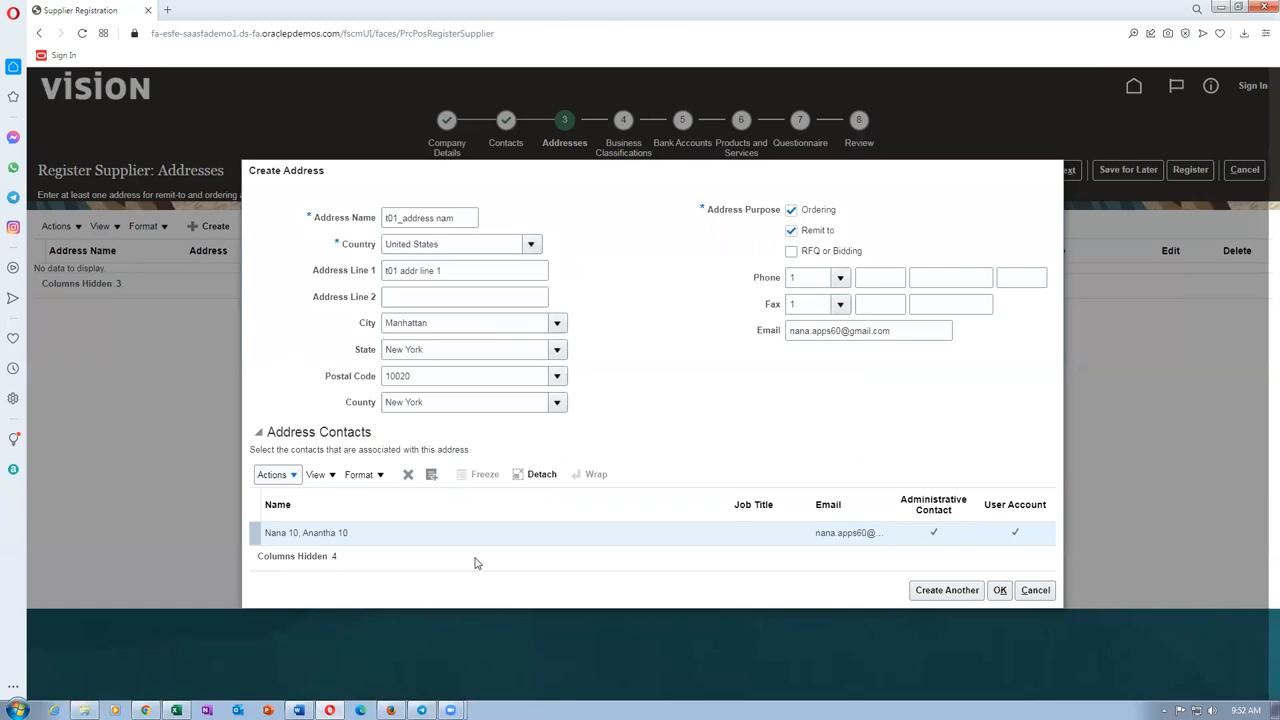 Supplier Registration
fa-esfe-saasfademo1.ds-fa.oraclepdemos.com/fscmUI/faces/PrcPosRegisterSupplier
Sign In
vision
Sign In
3 4 5 6 7 8
Company Details Contacts Addresses Business Classifications Bank Accounts Products and Services Questionnaire Review
Register Supplier: Addresses
Save for Later Register Cancel
Enter at least one address for remit-to and ordering
Actions View Format Create
Address Name Address Edit Delete
No data to display.
Columns Hidden 3
Create Address
* Address Name t01_address nam
* Country United States
Address Line 1 t01 addr line 1
Address Line 2
City Manhattan
State New York
Postal Code 10020
County New York
* Address Purpose Ordering
Remit to
RFQ or Bidding
Phone 1
Fax 1
Email nana.apps60@gmail.com
Address Contacts
Select the contacts that are associated with this address
Actions View Format Freeze Detach Wrap
Name Job Title Email Administrative Contact User Account
Nana 10, Anantha 10 nana.apps60@...
Columns Hidden 4
Create Another OK Cancel
9:52 AM